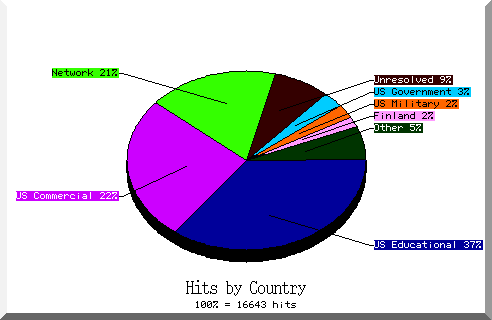 Network 21%
Unresolved 9%
US Government 3%
US Military 2%
Finland 2%
Other 5%
US Commercial 22%
US Educational 37%
Hits by Country
100% = 16643 hits